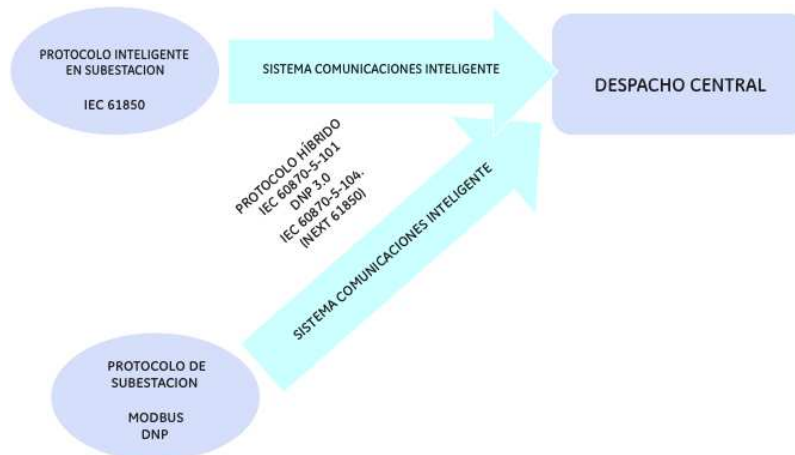 PROTOCOLO INTELIGENTE
EN SUBESTACION
IEC 61850
SISTEMA COMUNICACIONES INTELIGENTE
DESPACHO CENTRAL
PROTOCOLO HÍBRIDO
IEC 60870-5-101
DNP 3.0
IEC 60870-5-104.
(NEXT 61850)
SISTEMA COMUNICACIONES INTELIGENTE
PROTOCOLO DE
SUBESTACION
MODBUS
DNP